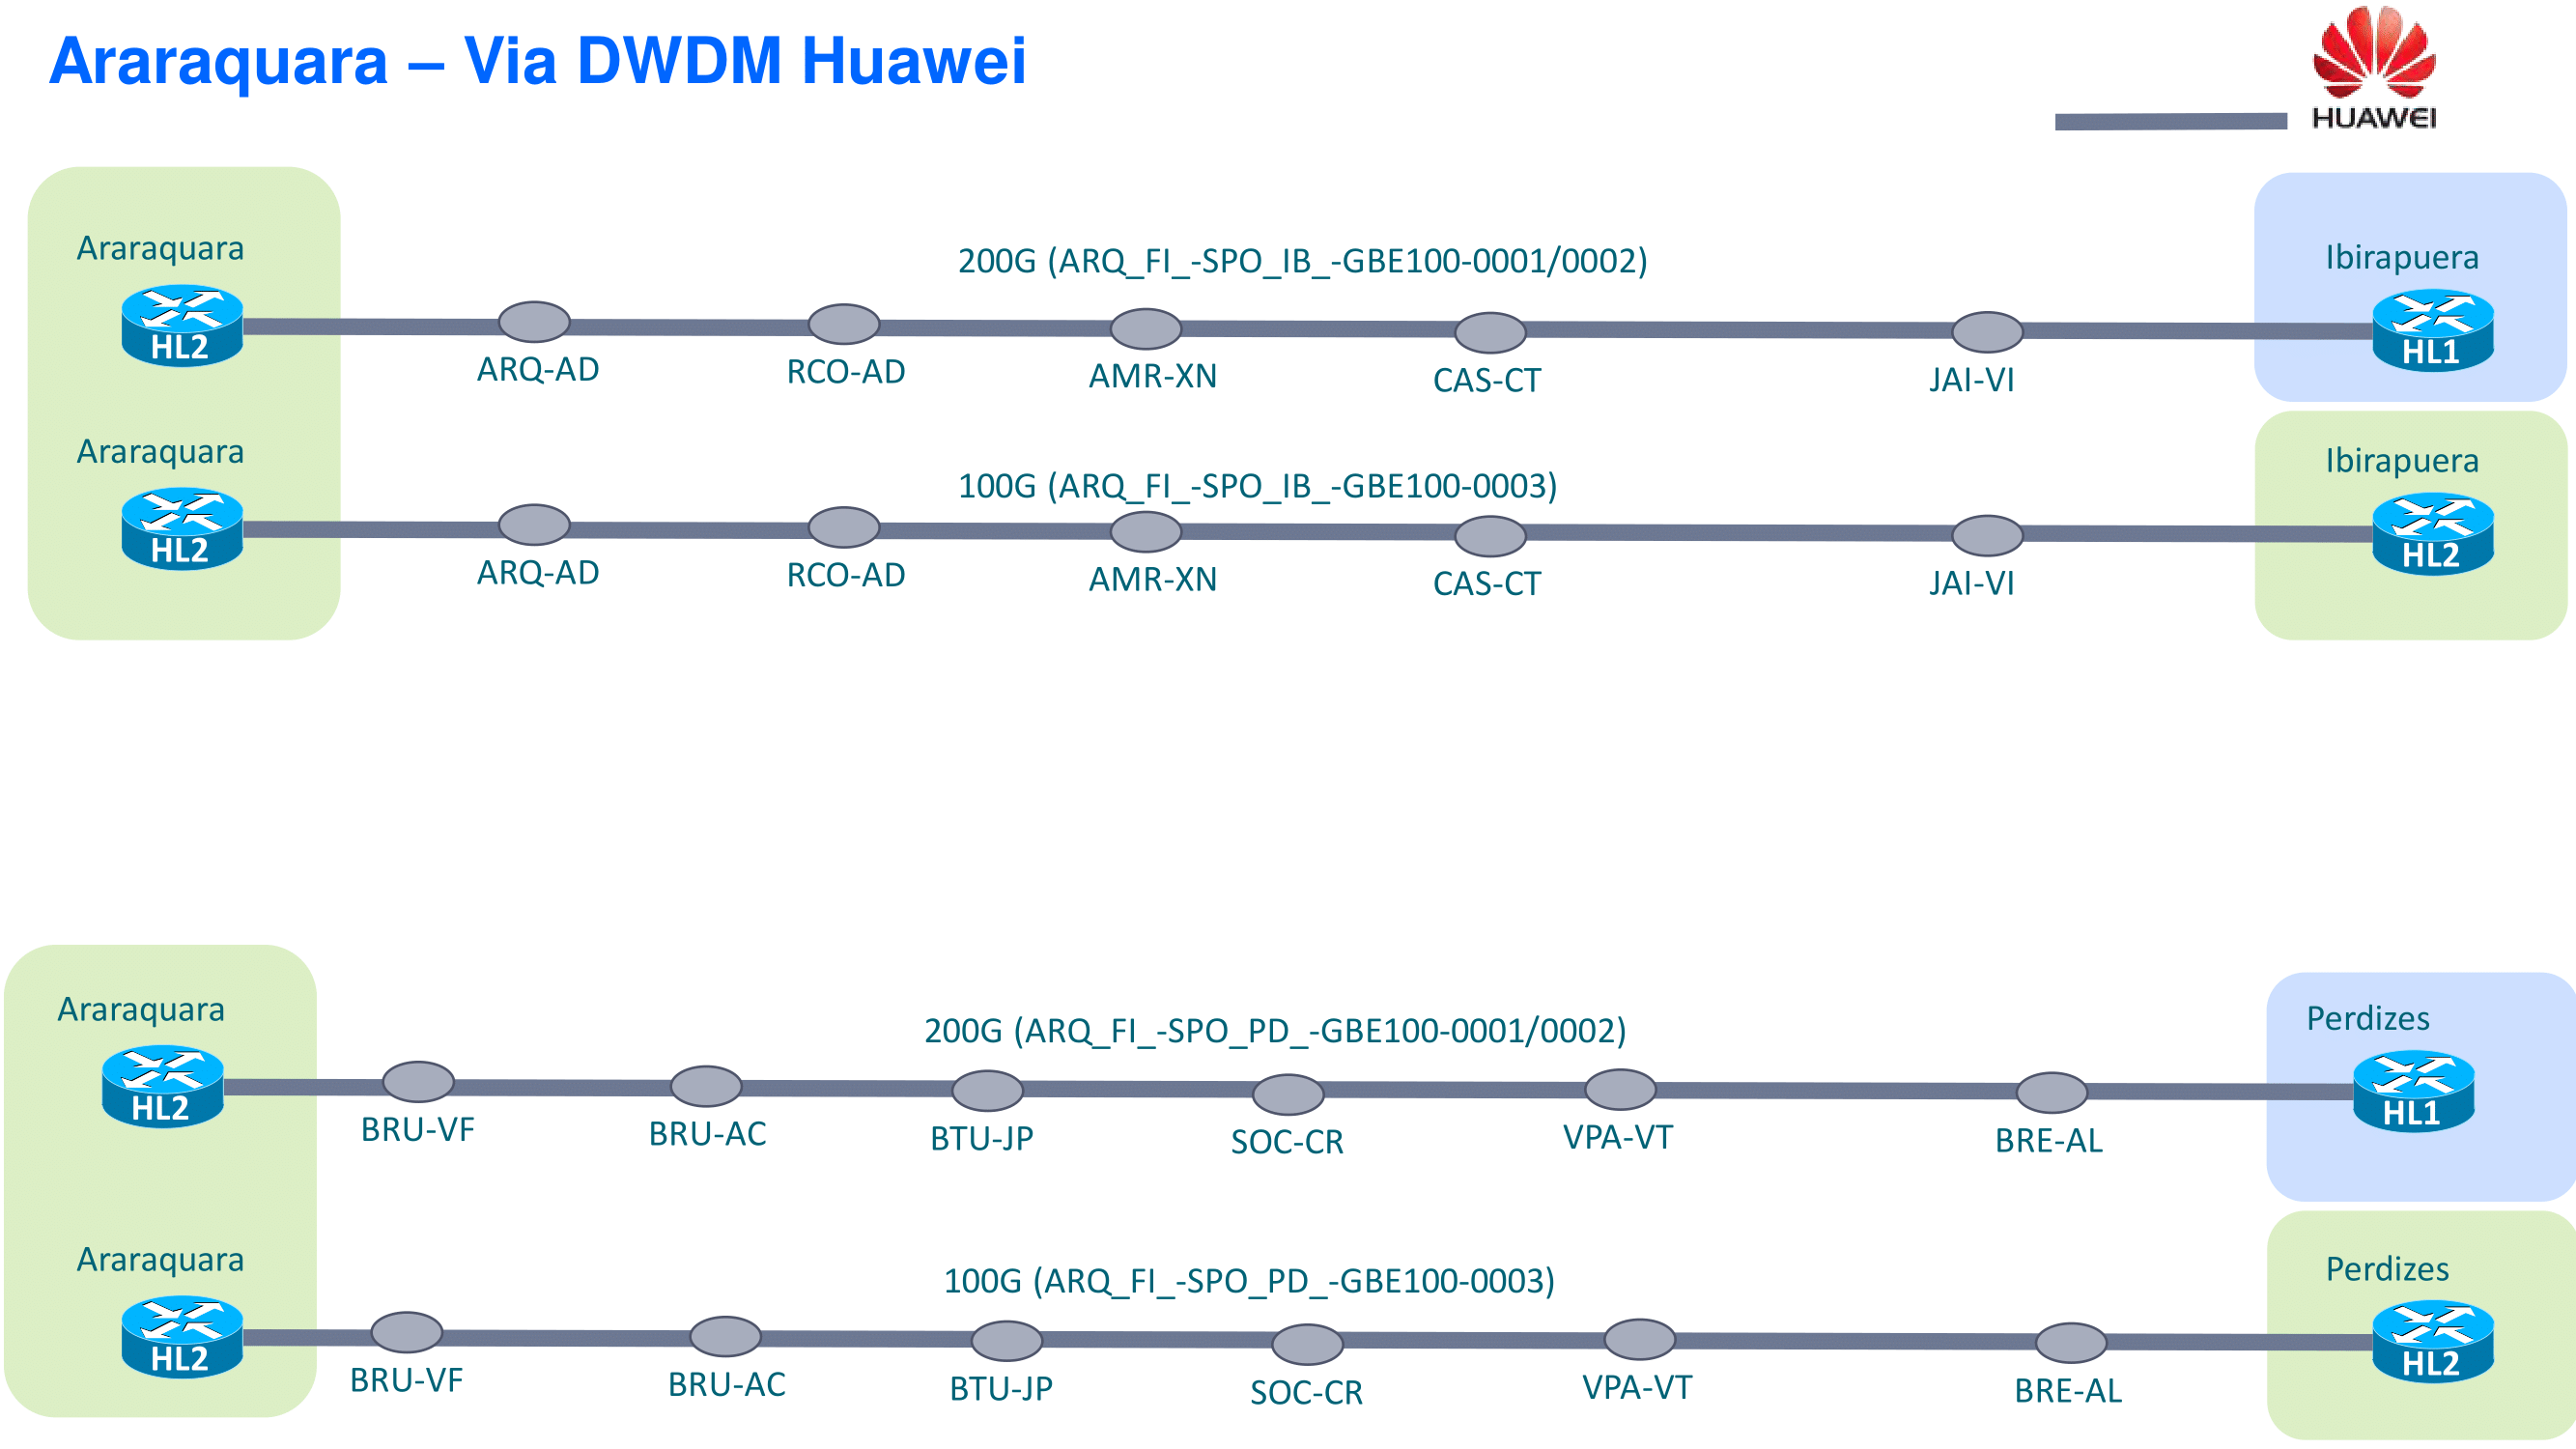 Araraquara – Via DWDM Huawei
HUAWEI
Araraquara
200G (ARQ_FI_-SPO_IB_-GBE100-0001/0002)
Ibirapuera
HL2
HL1
ARQ-AD
RCO-AD
AMR-XN
CAS-CT
JAI-VI
Araraquara
100G (ARQ_FI_-SPO_IB_-GBE100-0003)
Ibirapuera
HL2
HL2
ARQ-AD
RCO-AD
AMR-XN
CAS-CT
JAI-VI
Araraquara
200G (ARQ_FI_-SPO_PD_-GBE100-0001/0002)
Perdizes
HL2
HL1
BRU-VF
BRU-AC
BTU-JP
SOC-CR
VPA-VT
BRE-AL
Araraquara
100G (ARQ_FI_-SPO_PD_-GBE100-0003)
Perdizes
HL2
HL2
BRU-VF
BRU-AC
BTU-JP
SOC-CR
VPA-VT
BRE-AL